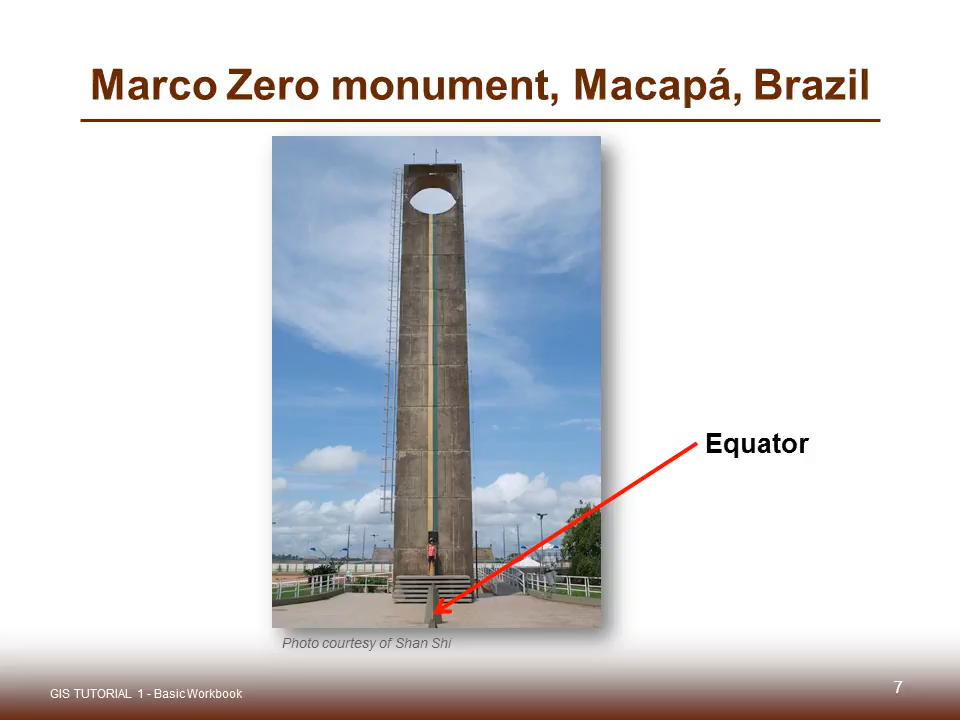 Marco Zero monument, Macapá, Brazil
Equator
Photo courtesy of Shan Shi
GIS TUTORIAL 1 - Basic Workbook
7